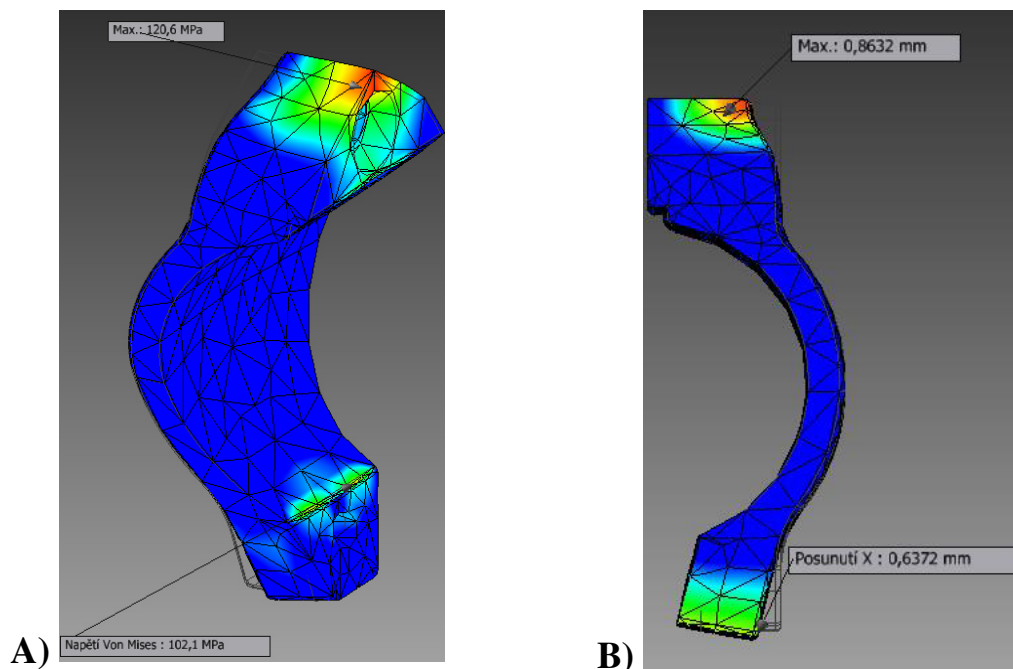 Max.: 120,6 MPa
Napětí Von Mises : 102,1 MPa
A)
Max.: 0,8632 mm
Posunutí X : 0,6372 mm
B)